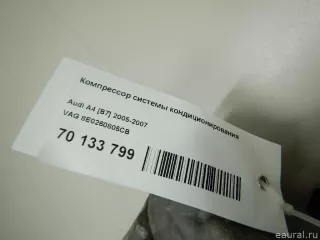 Компрессор системы кондиционирования
Audi A4 [B7] 2005-2007
VAG 8E0260805CB
70 133 799
eaural.ru